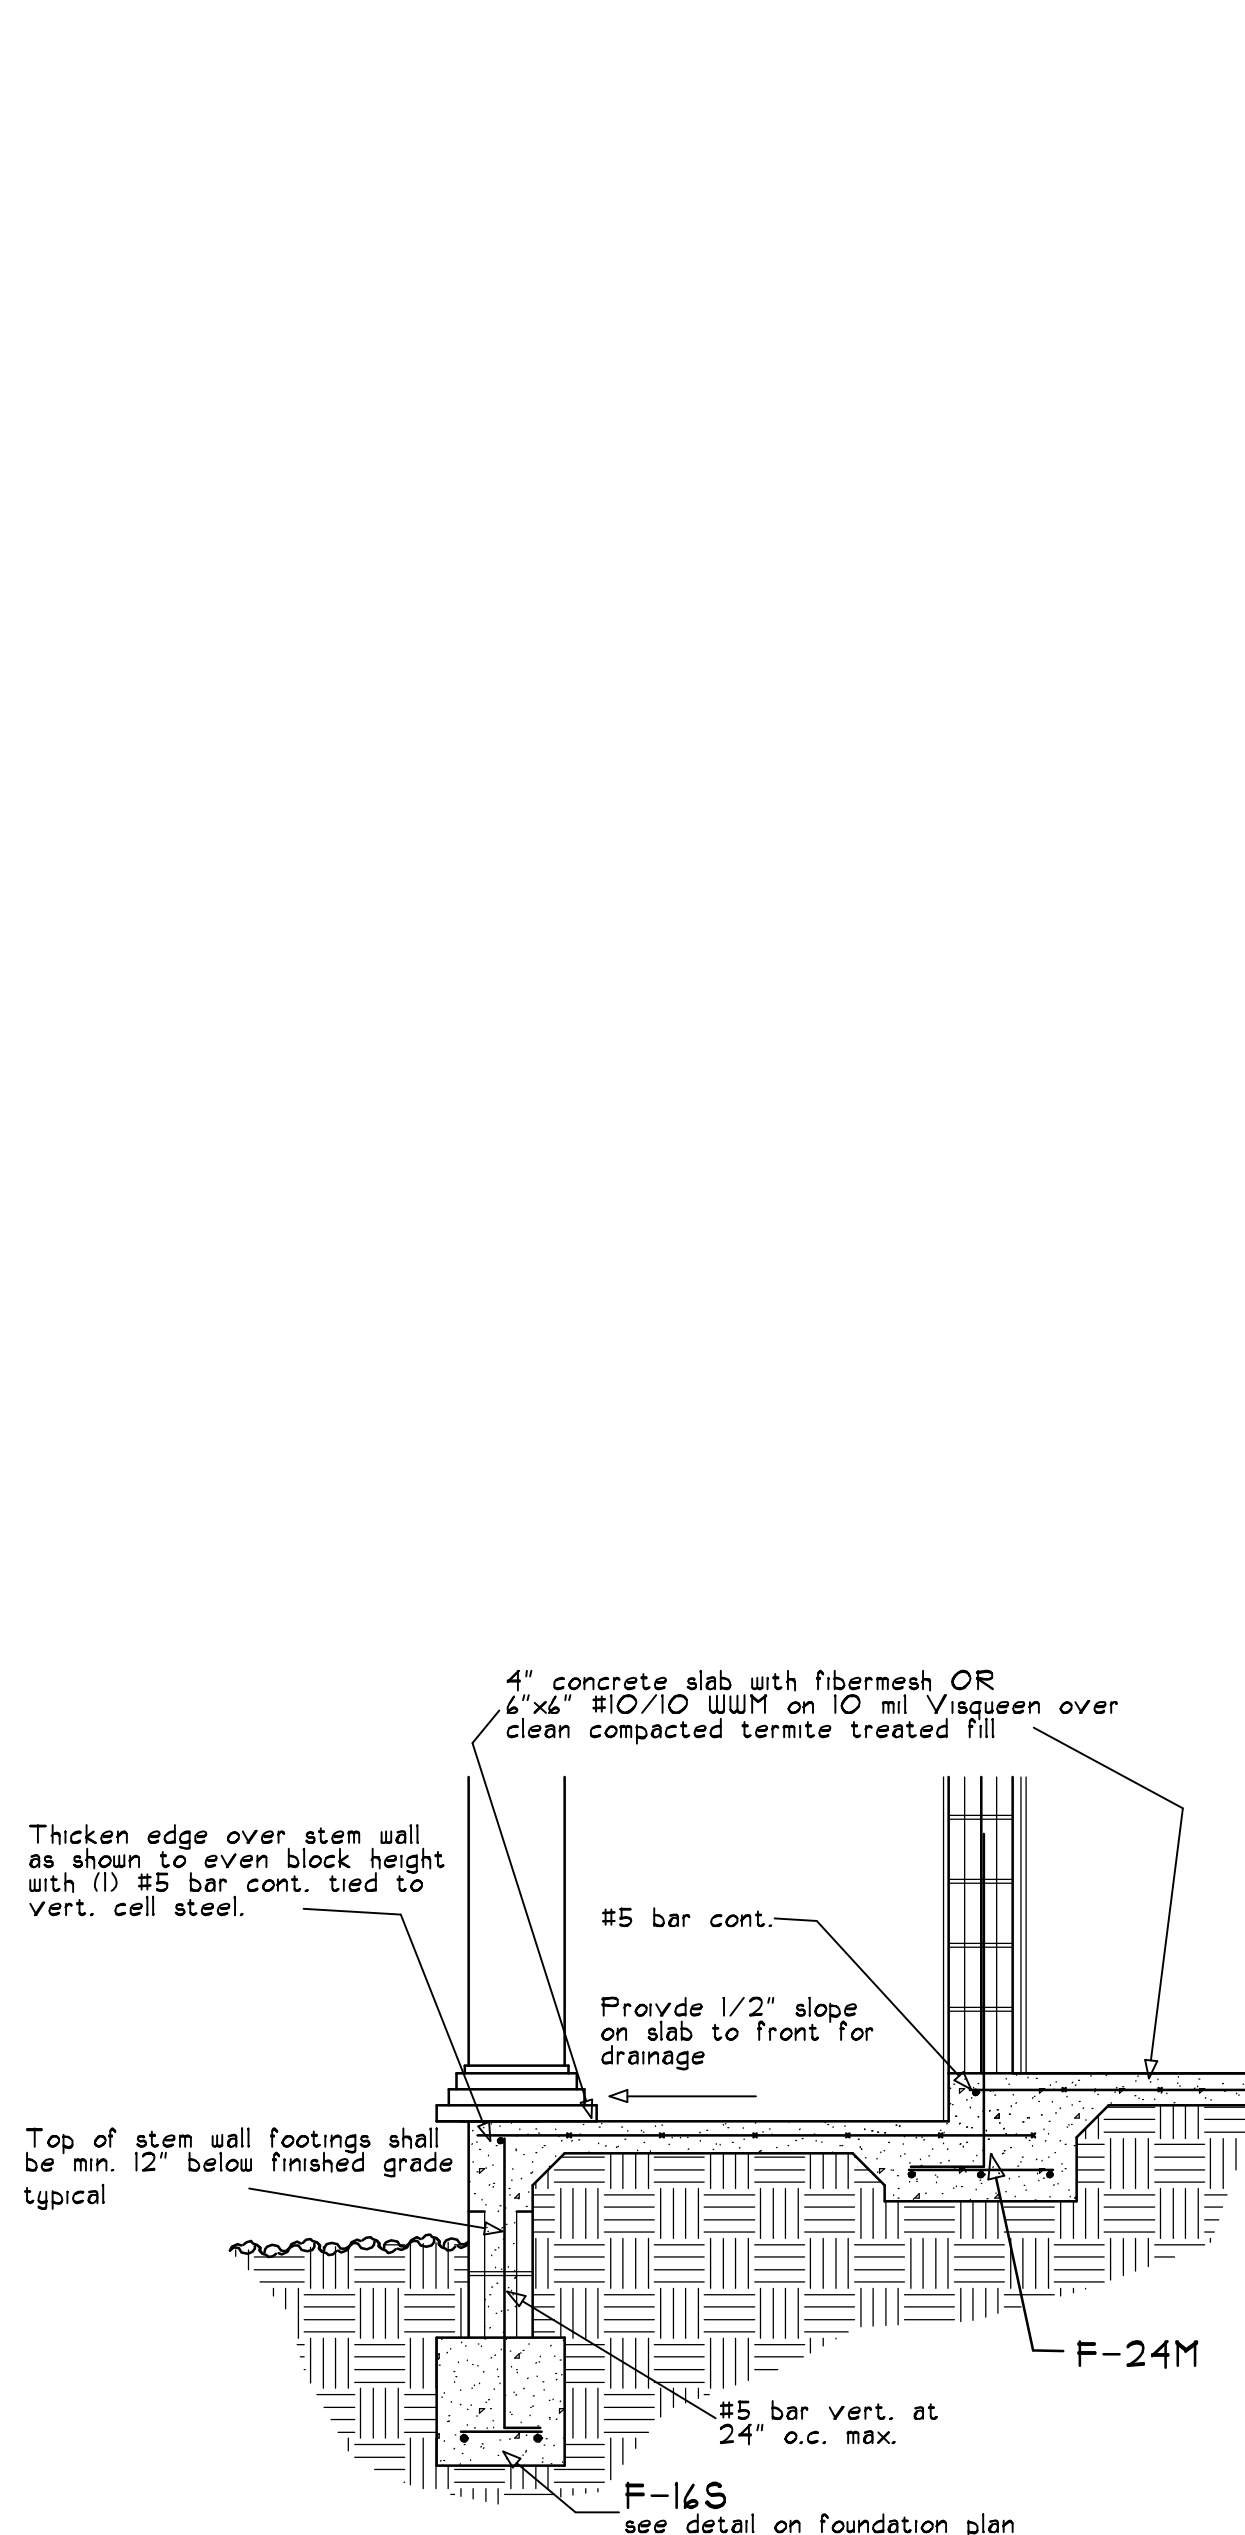 4" concrete slab with fibermesh OR
6"x6" #10/10 WWM on 10 mil Visqueen over
clean compacted termite treated fill
Thicken edge over stem wall
as shown to even block height
with (1) #5 bar cont. tied to
vert. cell steel.
#5 bar cont.
Proivde 1/2" slope
on slab to front for
drainage
Top of stem wall footings shall
be min. 12" below finished grade
typical
F-24M
#5 bar vert. at
24" o.c. max.
F-16S
see detail on foundation plan